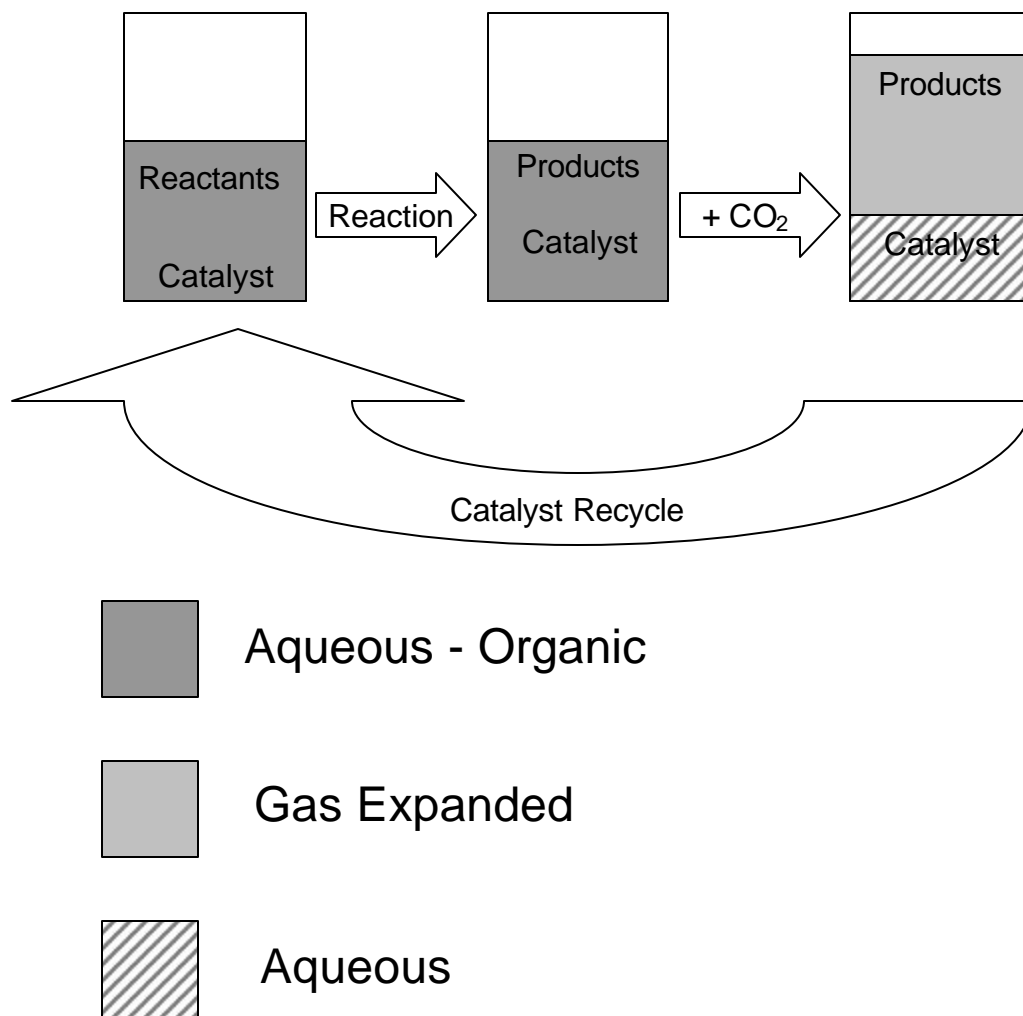 Reactants
Catalyst
Reaction
Products
Catalyst
+ CO₂
Products
Catalyst
Catalyst Recycle
Aqueous - Organic
Gas Expanded
Aqueous